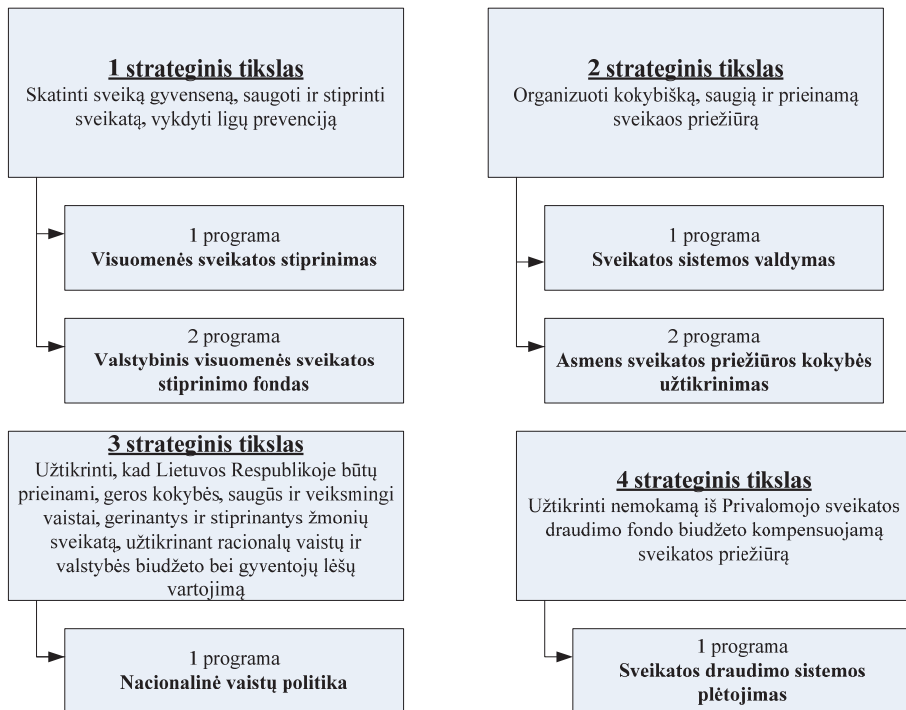 1 strateginis tikslas
Skatinti sveiką gyvenseną, saugoti ir stiprinti
sveikatą, vykdyti ligų prevenciją
1 programa
Visuomenės sveikatos stiprinimas
2 programa
Valstybinis visuomenės sveikatos
stiprinimo fondas
2 strateginis tikslas
Organizuoti kokybišką, saugią ir prieinamą
sveikaos priežiūrą
1 programa
Sveikatos sistemos valdymas
2 programa
Asmens sveikatos priežiūros kokybės
užtikrinimas
3 strateginis tikslas
Užtikrinti, kad Lietuvos Respublikoje būtų
prieinami, geros kokybės, saugūs ir veiksmingi
vaistai, gerinantys ir stiprinantys žmonių
sveikatą, užtikrinant racionalų vaistų ir
valstybės biudžeto bei gyventojų lėšų
vartojimą
1 programa
Nacionalinė vaistų politika
4 strateginis tikslas
Užtikrinti nemokamą iš Privalomojo sveikatos
draudimo fondo biudžeto kompensuojamą
sveikatos priežiūrą
1 programa
Sveikatos draudimo sistemos
plėtojimas